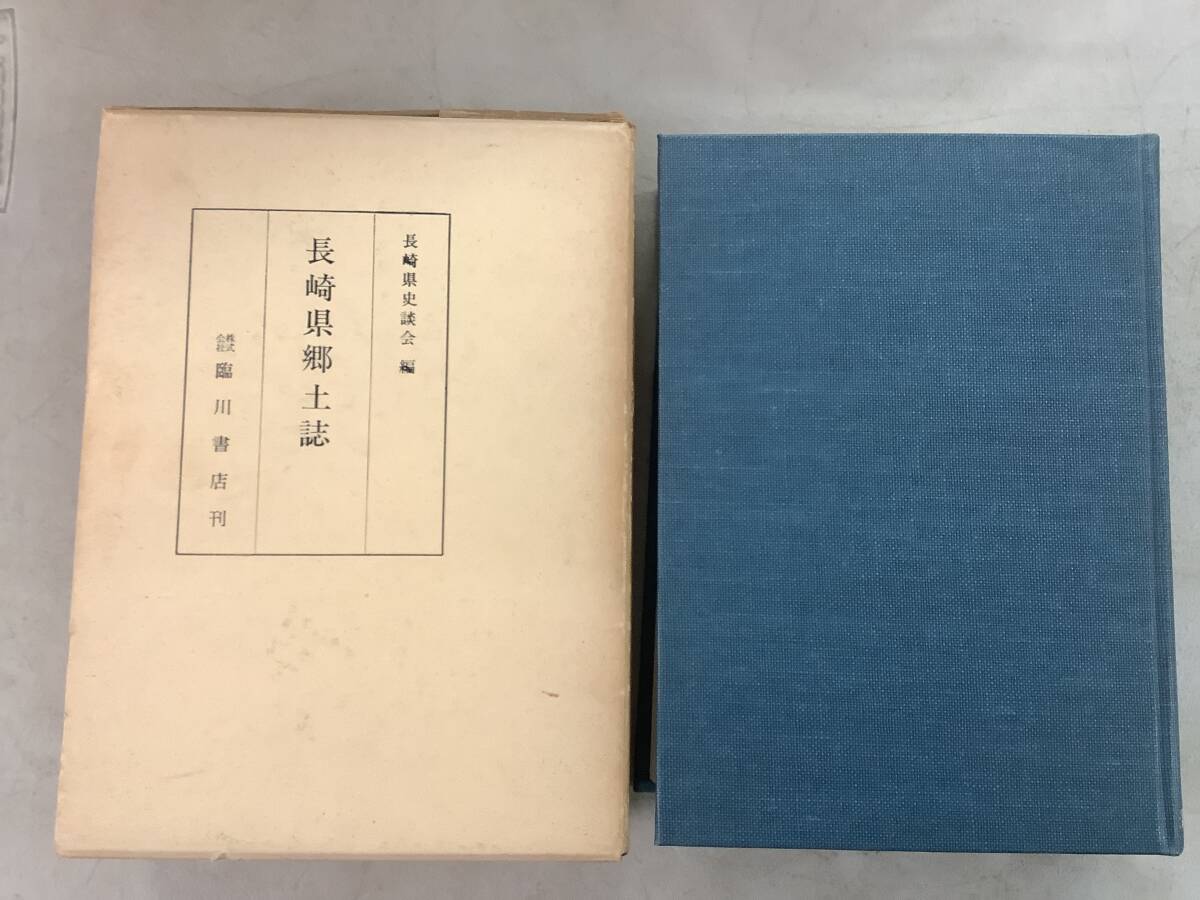 長崎県史談会 編
長崎県郷土誌
株式会社 臨川書店刊